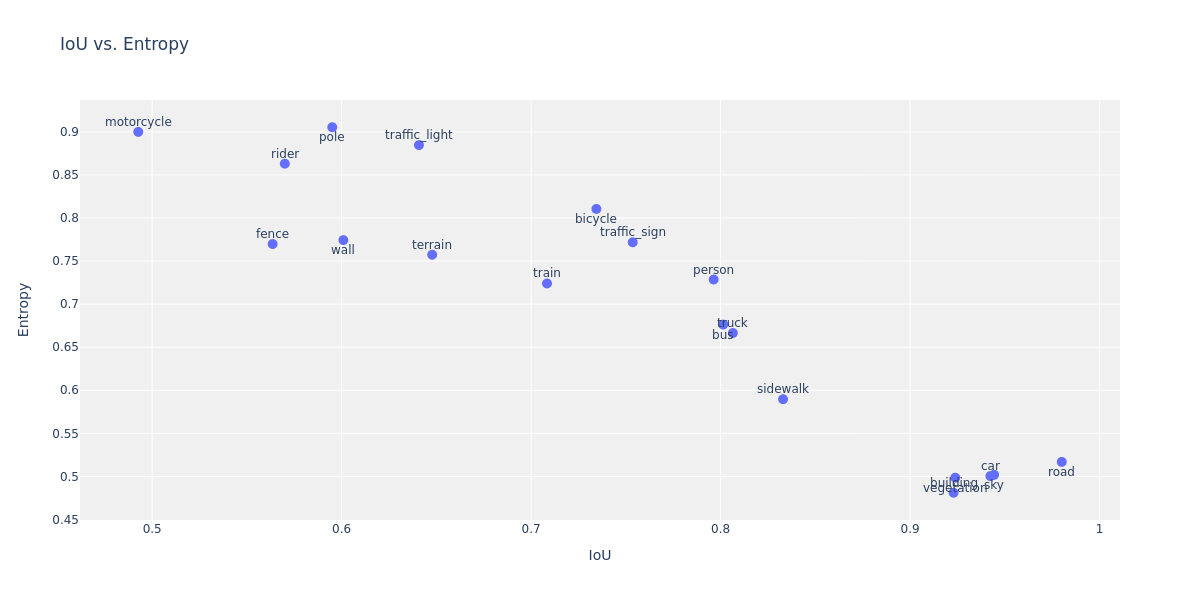 IoU vs. Entropy
motorcycle
pole
traffic_light
rider
bicycle
fence
wall
terrain
traffic_sign
train
person
truck
bus
sidewalk
car
road
building
vegetation
sky
0.9
0.85
0.8
0.75
0.7
0.65
0.6
0.55
0.5
0.45
Entropy
0.5
0.6
0.7
0.8
0.9
1
IoU